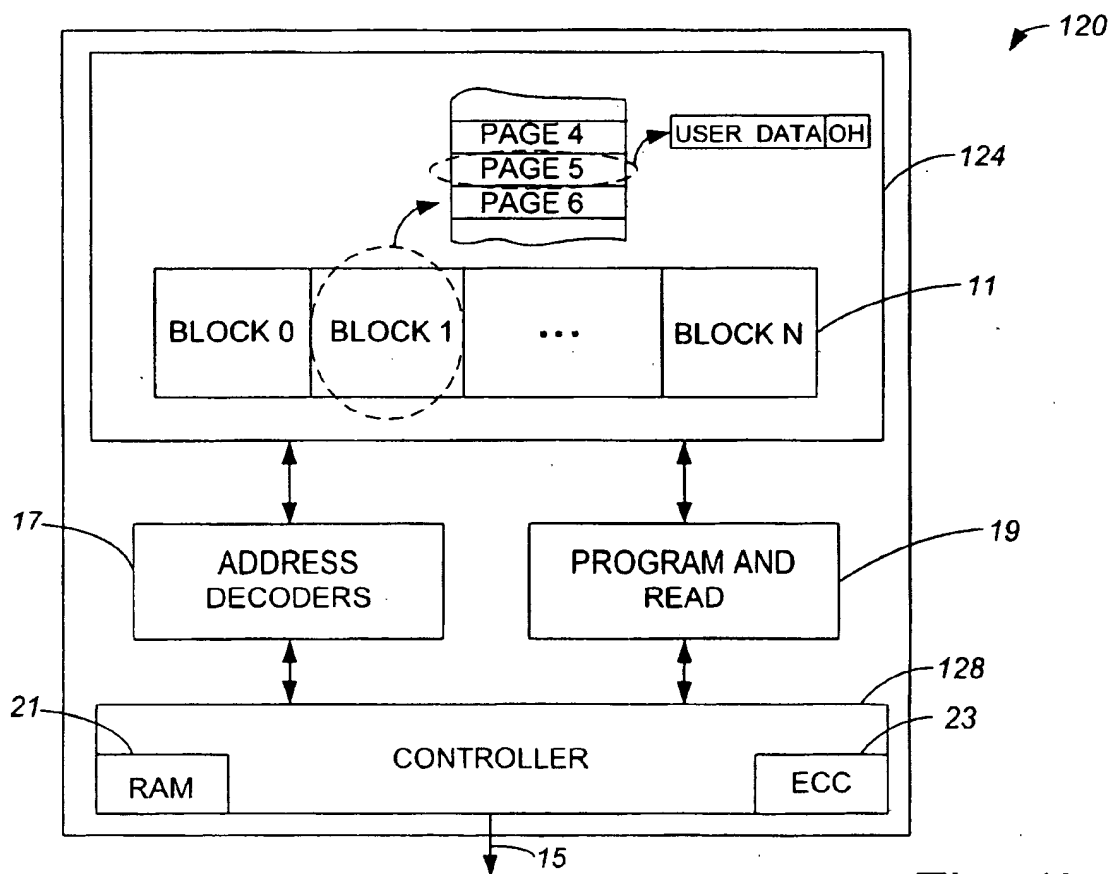 120
PAGE 4
USER DATA OH
PAGE 5
124
PAGE 6
11
BLOCK 0 BLOCK 1 ... BLOCK N
17
19
ADDRESS
DECODERS
PROGRAM AND
READ
128
21
23
CONTROLLER
RAM
ECC
15